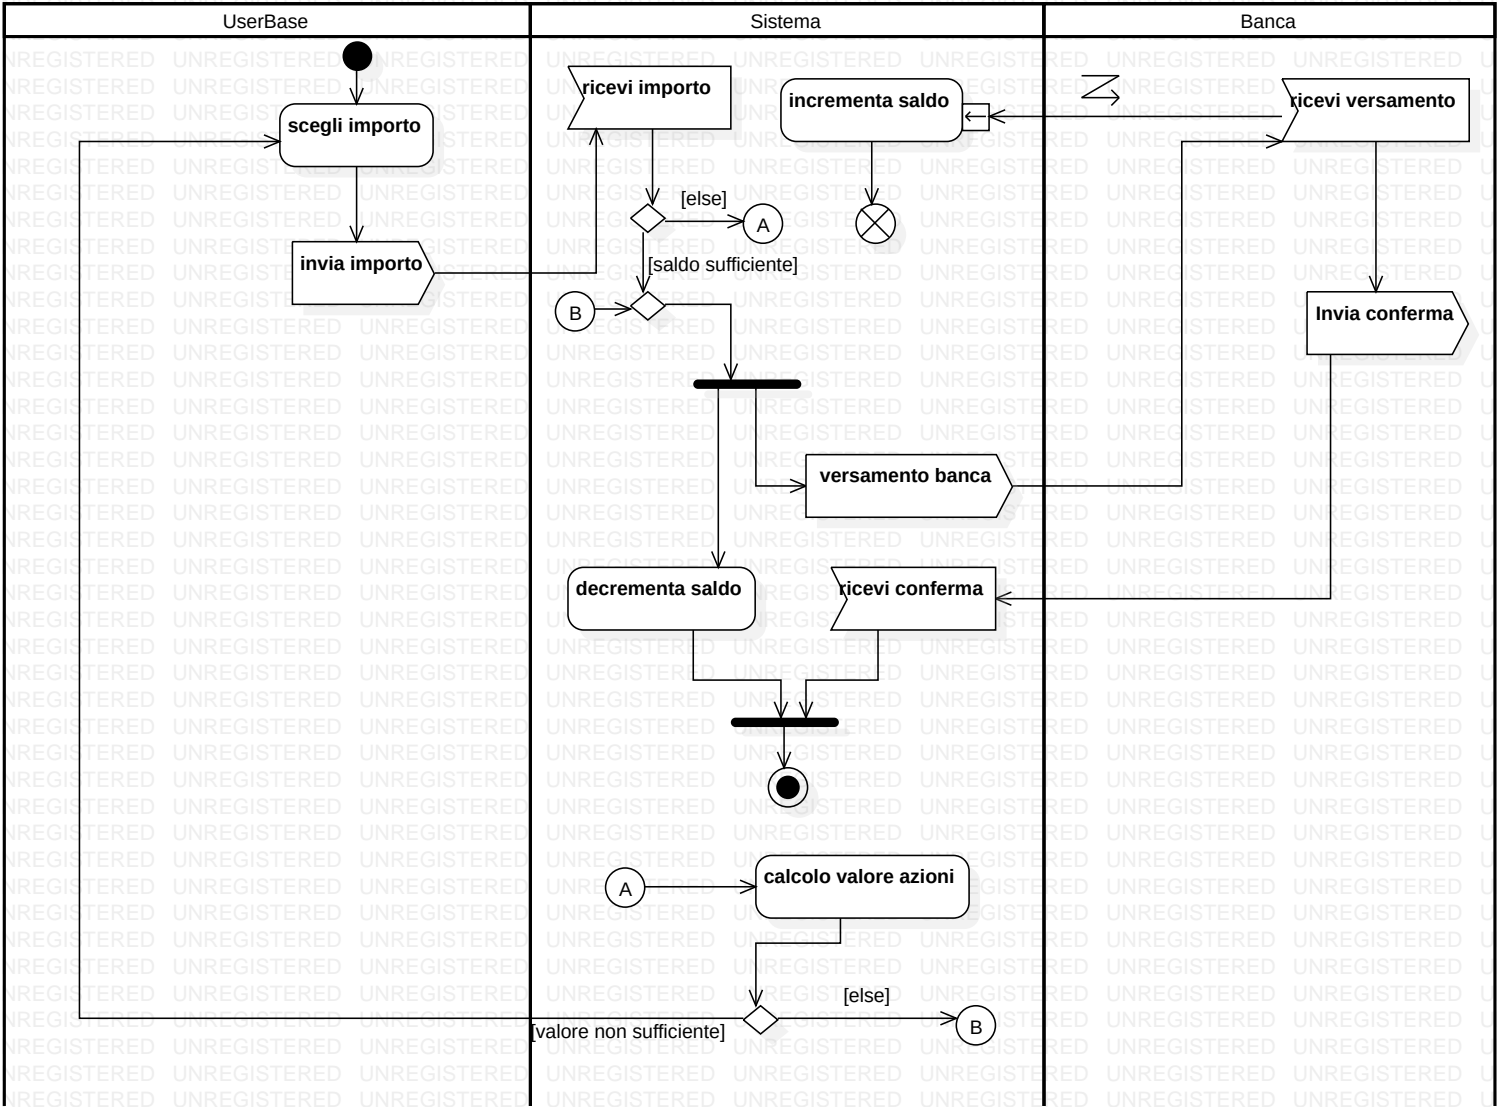 UserBase
Sistema
Banca
ricevi importo
incrementa saldo
ricevi versamento
scegli importo
[else]
A
invia importo
[saldo sufficiente]
B
Invia conferma
versamento banca
decrementa saldo
ricevi conferma
A
calcolo valore azioni
[else]
[valore non sufficiente]
B
UNREGISTERED